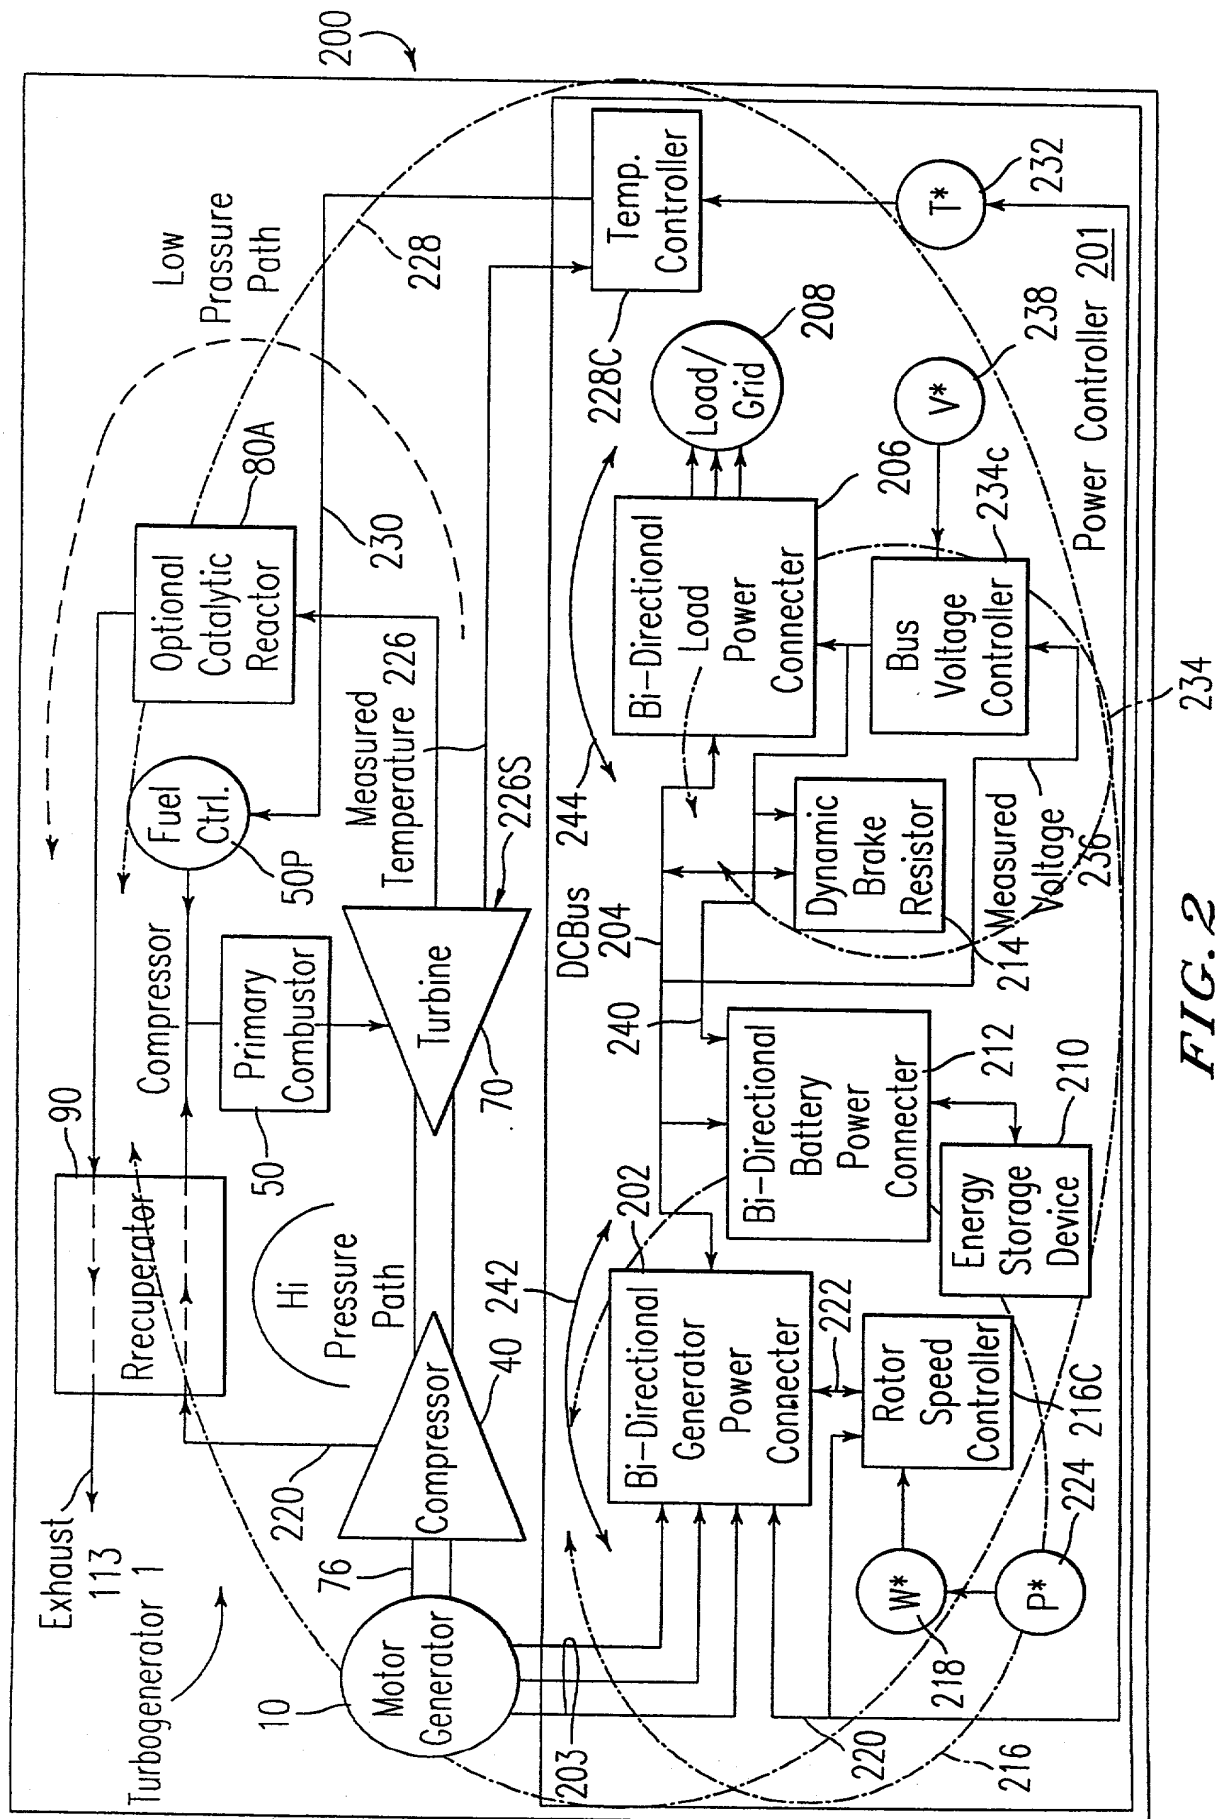 200
Low
Prassure
Path
228
Optional
Catalytic
Reactor
80A
230
Fuel
Ctrl.
50P
Compressor
90
Rrecuperator
Exhaust
113
Turbogenerator 1
Primary
Combustor
50
Hi
Pressure
Path
Measured
Temperature 226
226S
Turbine
70
Compressor
40
220
76
Motor
Generator
10
203
242
202
Bi-Directional
Generator
Power
Connecter
222
Rotor
Speed
Controller
216C
W*
218
P*
224
220
216
DCBus
204
240
Bi-Directional
Battery Power
Connecter
212
Energy
Storage
Device
210
244
Dynamic
Brake
Resistor
214
Measured
Voltage
236
Bi-Directional
Load
Power
Connecter
206
Load/
Grid
208
Bus
Voltage
Controller
234c
V*
238
Temp.
Controller
228C
T*
232
Power Controller 201
234
FIG. 2